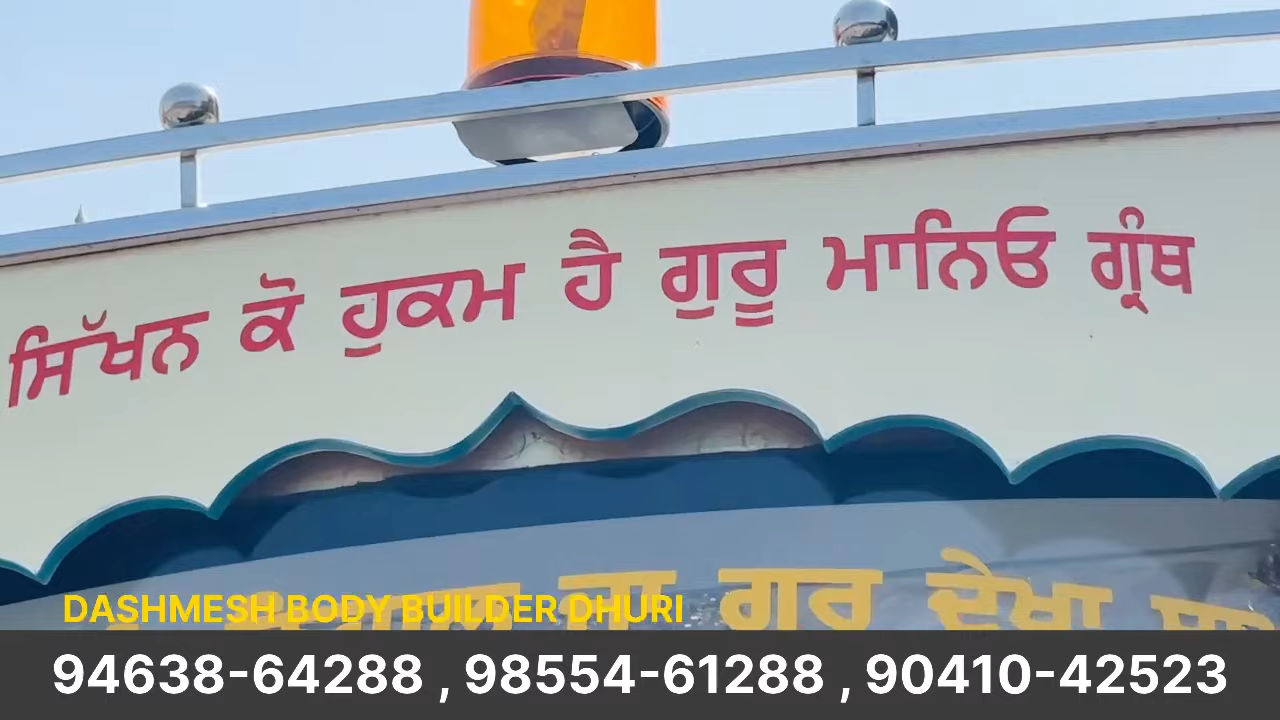 ਸਿੱਖਨ ਕੋ ਹੁਕਮ ਹੈ ਗੁਰੂ ਮਾਨਿਓ ਗ੍ਰੰਥ
ਗੁਰ ਦੇਖਾ
DASHMESH BODY BUILDER DHURI
94638-64288 , 98554-61288 , 90410-42523